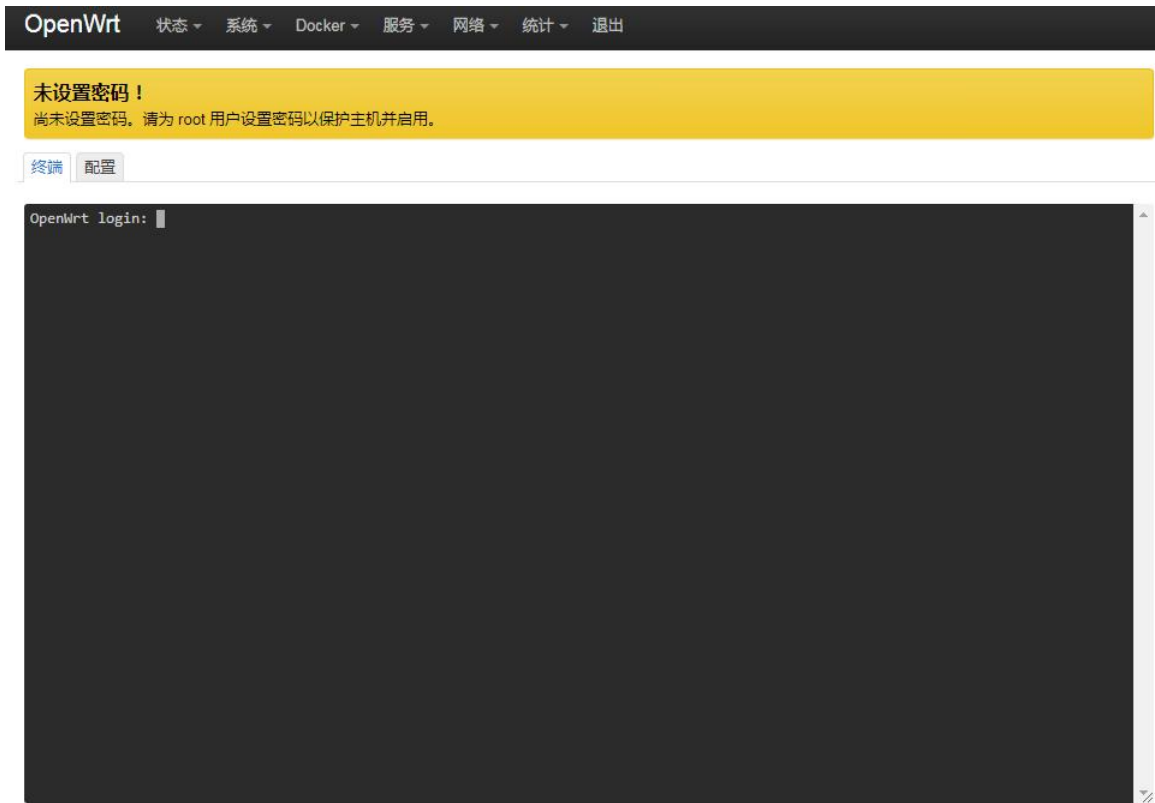 OpenWrt 状态 系统 Docker 服务 网络 统计 退出
未设置密码！
尚未设置密码。请为 root 用户设置密码以保护主机并启用。
终端 配置
OpenWrt login: